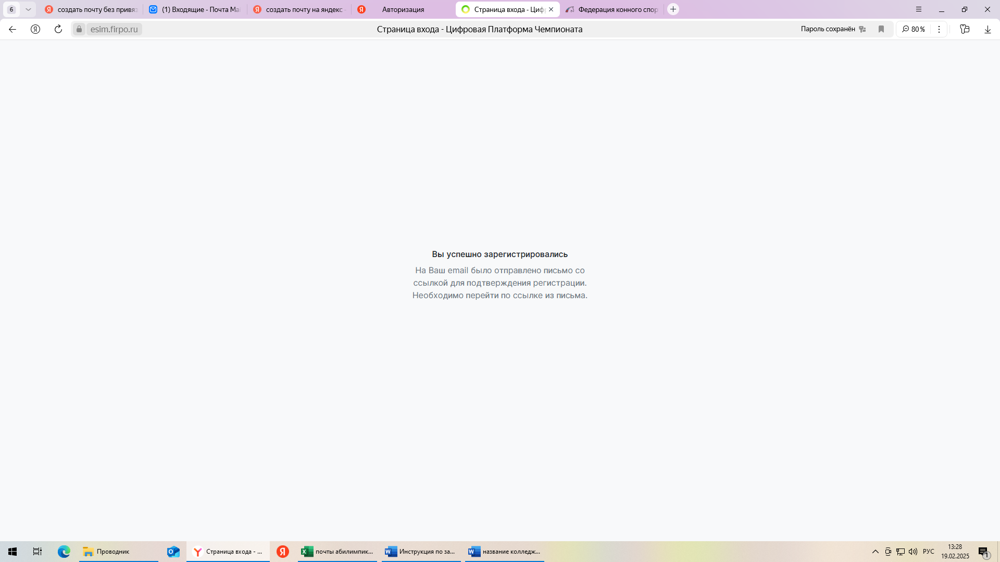 6
создать почту без привяз
(1) Входящие - Почта Ма
создать почту на яндекс -
Авторизация
Страница входа - Циф
Федерация конного спор
esim.firpo.ru
Страница входа - Цифровая Платформа Чемпионата
Пароль сохранён
80 %
Вы успешно зарегистрировались
На Ваш email было отправлено письмо со
ссылкой для подтверждения регистрации.
Необходимо перейти по ссылке из письма.
Проводник
Страница входа - ...
почты абилимпик...
Инструкция по за...
название колледж...
РУС
13:28
19.02.2025
1